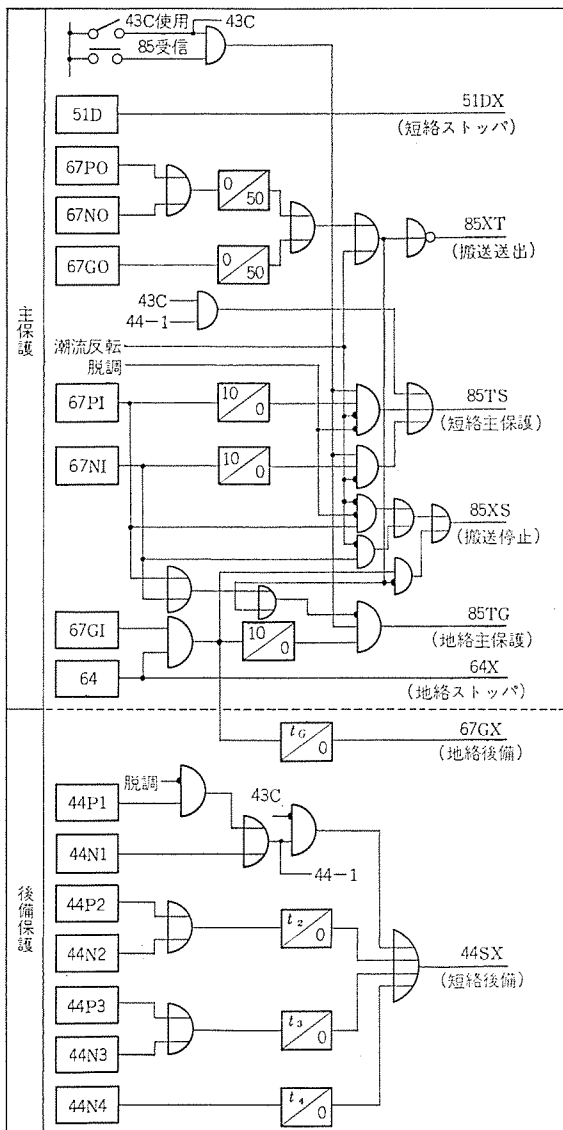 43C使用
43C
85受信
51D
51DX
(短絡ストッパ)
67PO
67NO
0
50
67GO
0
50
85XT
(搬送送出)
43C
44-1
潮流反転
脱調
主保護
67PI
10
0
85TS
(短絡主保護)
67NI
10
0
85XS
(搬送停止)
67GI
10
0
85TG
(地絡主保護)
64
64X
(地絡ストッパ)
tG
0
67GX
(地絡後備)
脱調
44P1
43C
44N1
44-1
後備保護
44P2
44N2
t2
0
44SX
(短絡後備)
44P3
44N3
t3
0
44N4
t4
0